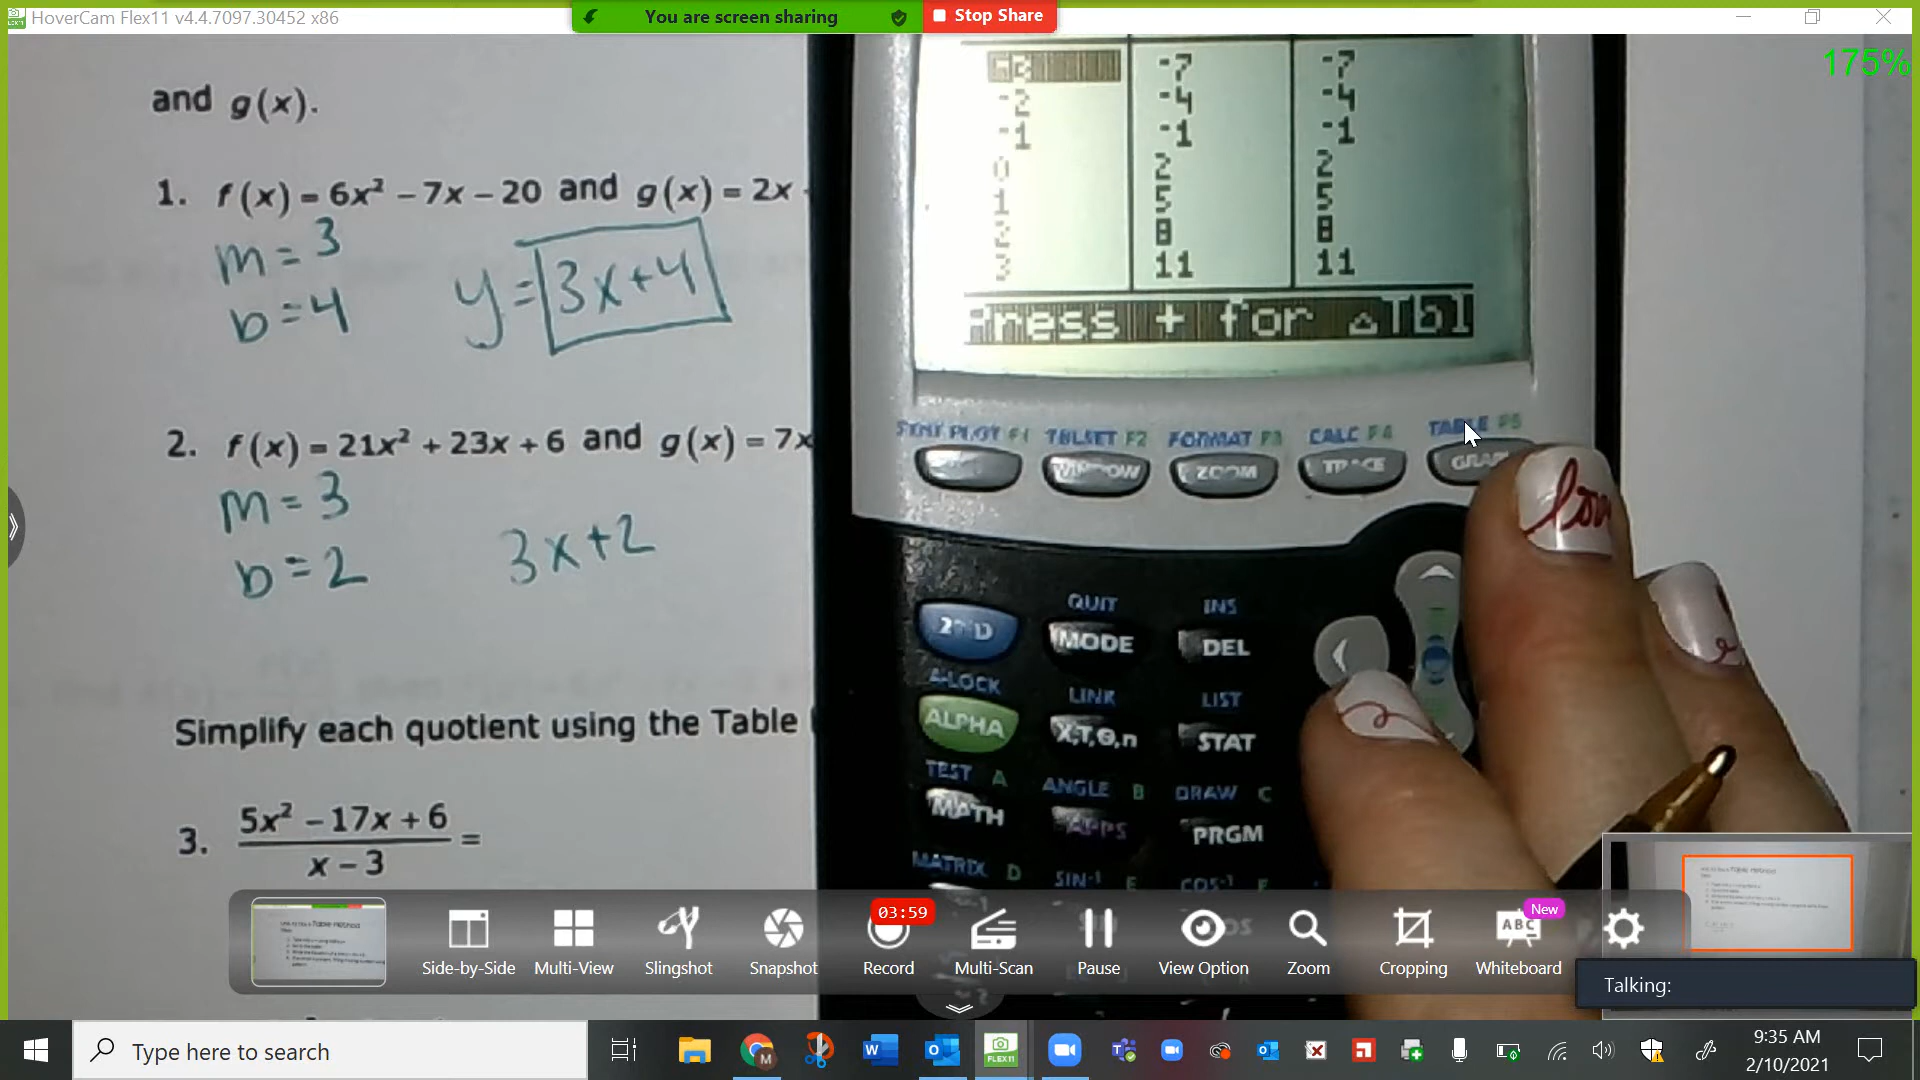 HoverCam Flex11 v4.4.7097.30452 x86
You are screen sharing
Stop Share
175%
and g(x).
1. f(x) = 6x² – 7x – 20 and g(x) = 2x
m = 3
b = 4
y = 3x+4
2. f(x) = 21x² + 23x + 6 and g(x) = 7x
m = 3
b = 2
3x+2
Simplify each quotient using the Table
3. 5x² – 17x + 6
x – 3
=
-3 -7 -7
-2 -4 -4
-1 -1 -1
0 2 2
1 5 5
2 8 8
3 11 11
Press + for △Tbl
STAT PLOT F1 TBLSET F2 FORMAT F3 CALC F4 TABLE F5
WINDOW ZOOM TRACE GRAPH
love
QUIT INS
2ND MODE DEL
A-LOCK LINK LIST
ALPHA X,T,Θ,n STAT
TEST A ANGLE B DRAW C
MATH APPS PRGM
MATRIX D SIN⁻¹ E COS⁻¹ F
03:59
New
Side-by-Side Multi-View Slingshot Snapshot Record Multi-Scan Pause View Option Zoom Cropping Whiteboard
ABC
Talking:
Type here to search
FLEX11
9:35 AM
2/10/2021